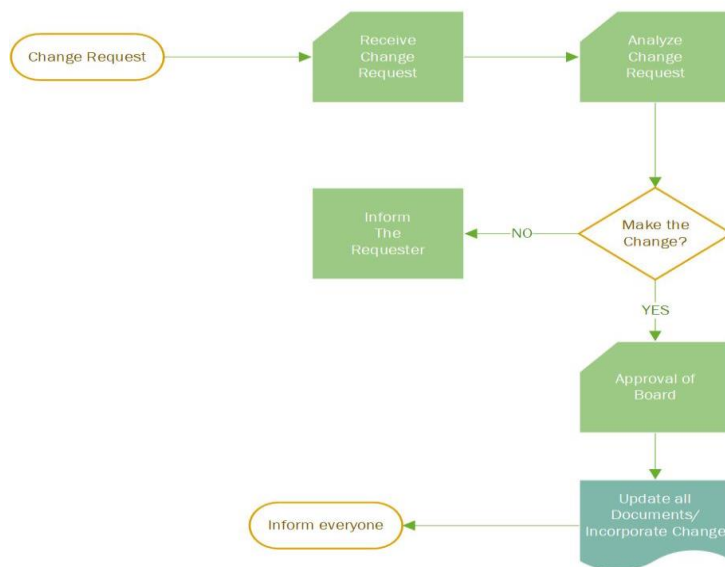 Change Request
Receive
Change
Request
Analyze
Change
Request
Inform
The
Requester
NO
Make the
Change?
YES
Approval of
Board
Update all
Documents/
Incorporate Change
Inform everyone